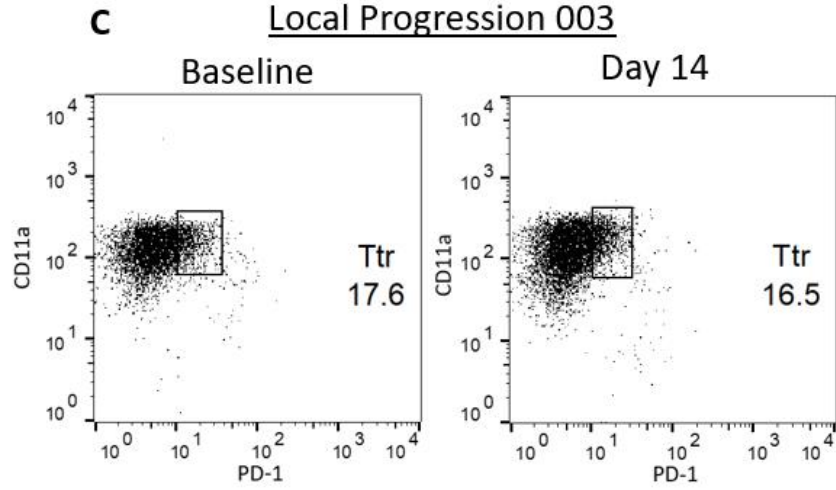 C
Local Progression 003
Baseline
Day 14
CD11a
10^4
10^3
10^2
10^1
10^0
Ttr
17.6
10^0 10^1 10^2 10^3 10^4
PD-1
CD11a
10^4
10^3
10^2
10^1
10^0
Ttr
16.5
10^0 10^1 10^2 10^3 10^4
PD-1